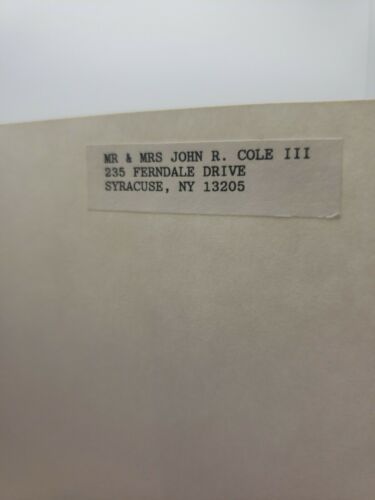 MR & MRS JOHN R. COLE III
235 FERNDALE DRIVE
SYRACUSE, NY 13205